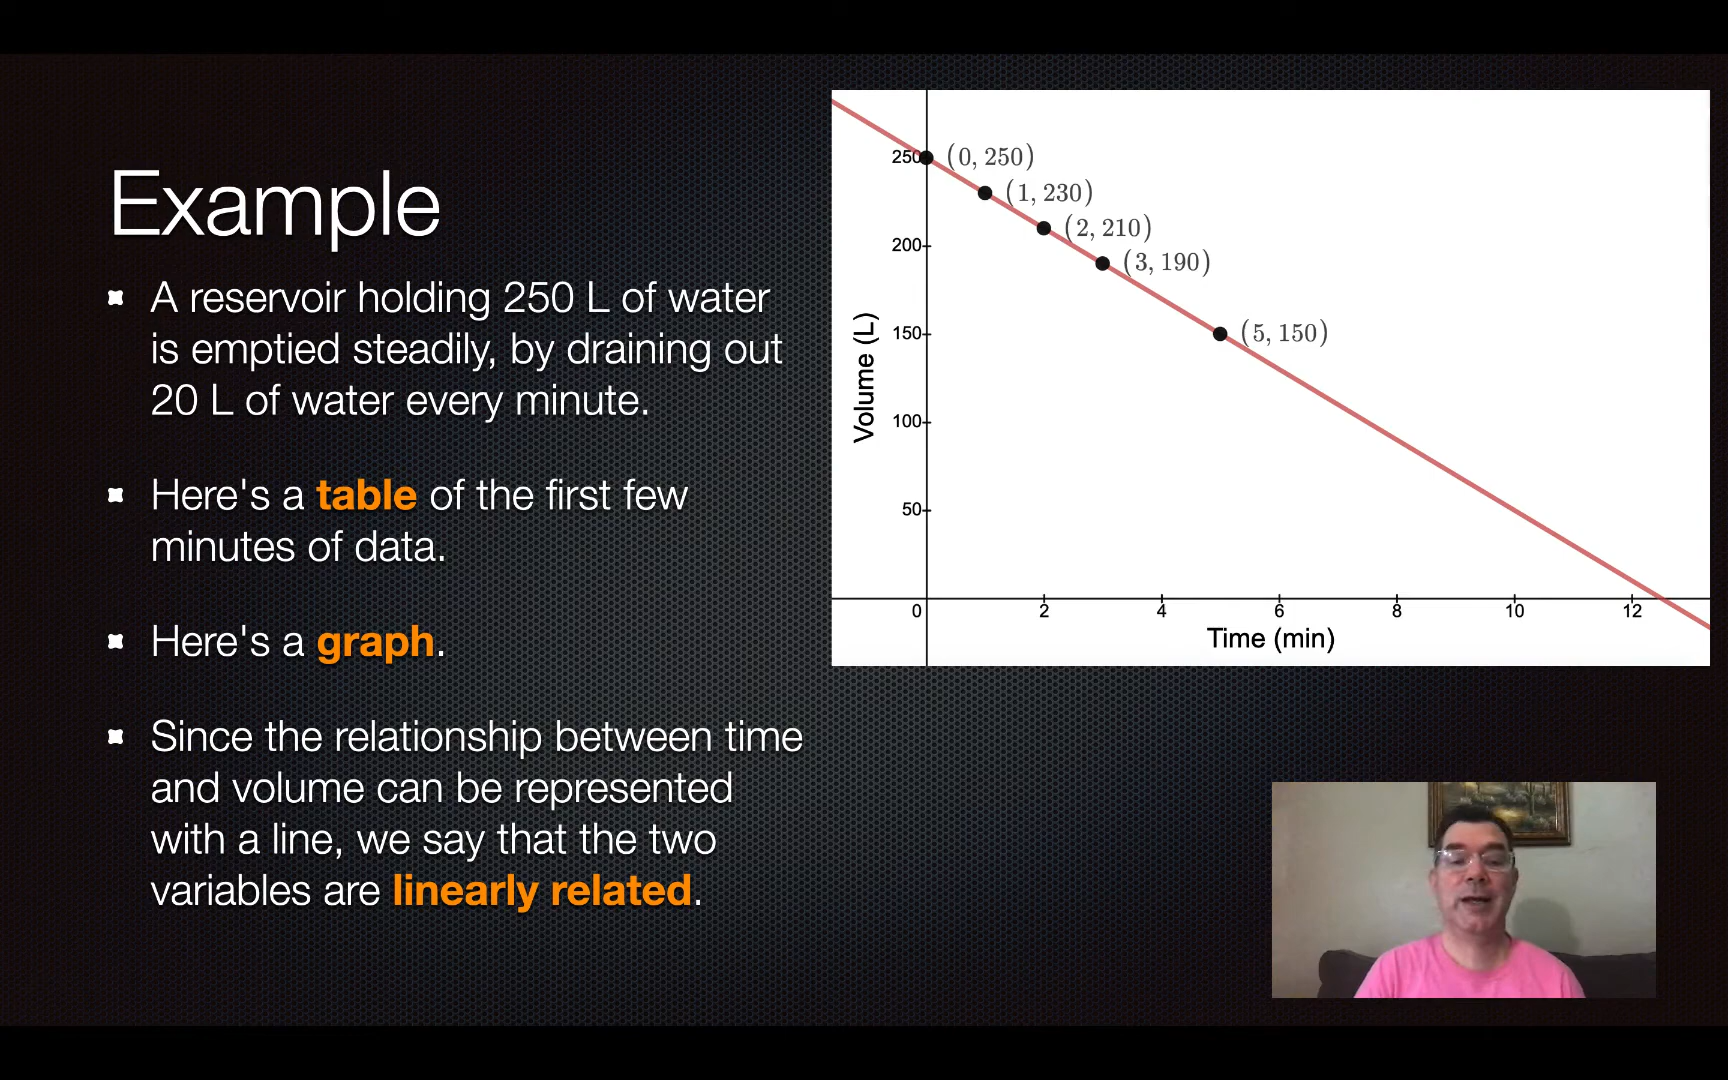 Example
A reservoir holding 250 L of water
is emptied steadily, by draining out
20 L of water every minute.
Here's a table of the first few
minutes of data.
Here's a graph.
Since the relationship between time
and volume can be represented
with a line, we say that the two
variables are linearly related.
250
(0, 250)
(1, 230)
(2, 210)
200
(3, 190)
150
(5, 150)
100
50
Volume (L)
0 2 4 6 8 10 12
Time (min)